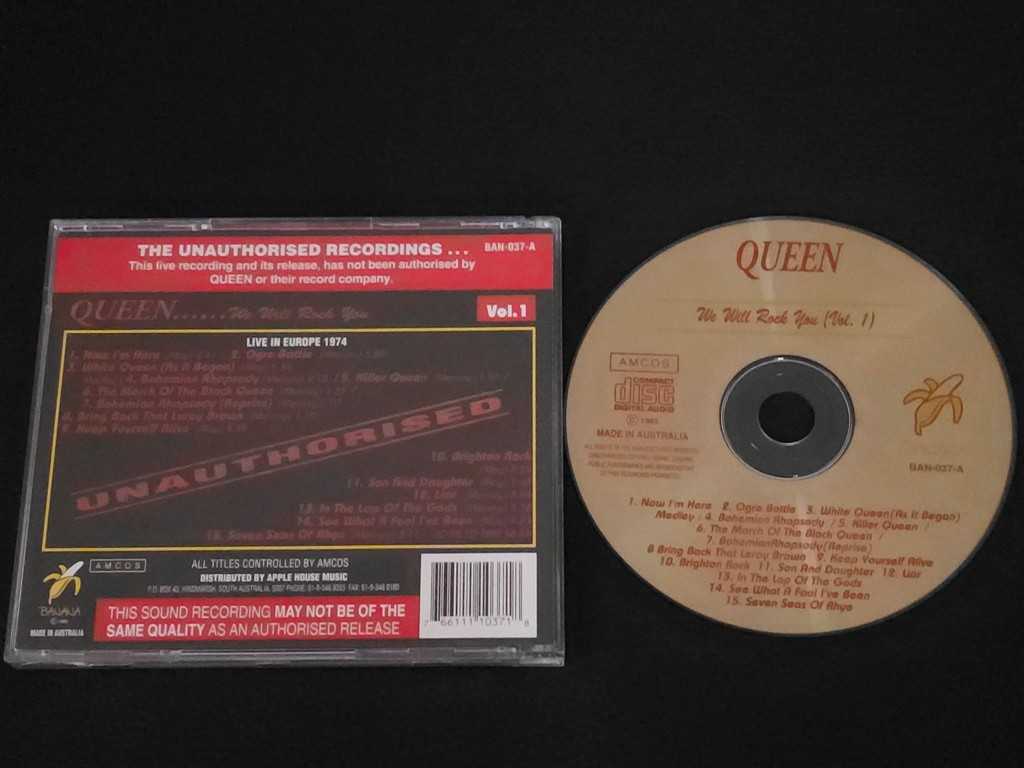 THE UNAUTHORISED RECORDINGS ... BAN-037-A
This live recording and its release, has not been authorised by
QUEEN or their record company.
QUEEN......We Will Rock You Vol.1
LIVE IN EUROPE 1974
1. Now I'm Here 2. Ogre Battle
3. White Queen (As It Began)
4. Bohemian Rhapsody 5. Killer Queen
6. The March Of The Black Queen
7. Bohemian Rhapsody (Reprise)
8. Bring Back That Leroy Brown
9. Keep Yourself Alive
UNAUTHORISED
10. Brighton Rock
11. Son And Daughter
12. Liar
13. In The Lap Of The Gods
14. See What A Fool I've Been
15. Seven Seas Of Rhye
BANANA
MADE IN AUSTRALIA
AMCOS
ALL TITLES CONTROLLED BY AMCOS
DISTRIBUTED BY APPLE HOUSE MUSIC
THIS SOUND RECORDING MAY NOT BE OF THE
SAME QUALITY AS AN AUTHORISED RELEASE
7 66111 10371 8
QUEEN
We Will Rock You (Vol. 1)
AMCOS
COMPACT
disc
DIGITAL AUDIO
MADE IN AUSTRALIA
BAN-037-A
1. Now I'm Here 2. Ogre Battle 3. White Queen(As It Began)
Medley : 4. Bohemian Rhapsody / 5. Killer Queen /
6. The March Of The Black Queen /
7. BohemianRhapsody(Reprise)
8 Bring Back That Leroy Brown 9. Keep Yourself Alive
10. Brighton Rock 11. Son And Daughter 12. Liar
13. In The Lap Of The Gods
14. See What A Fool I've Been
15. Seven Seas Of Rhye